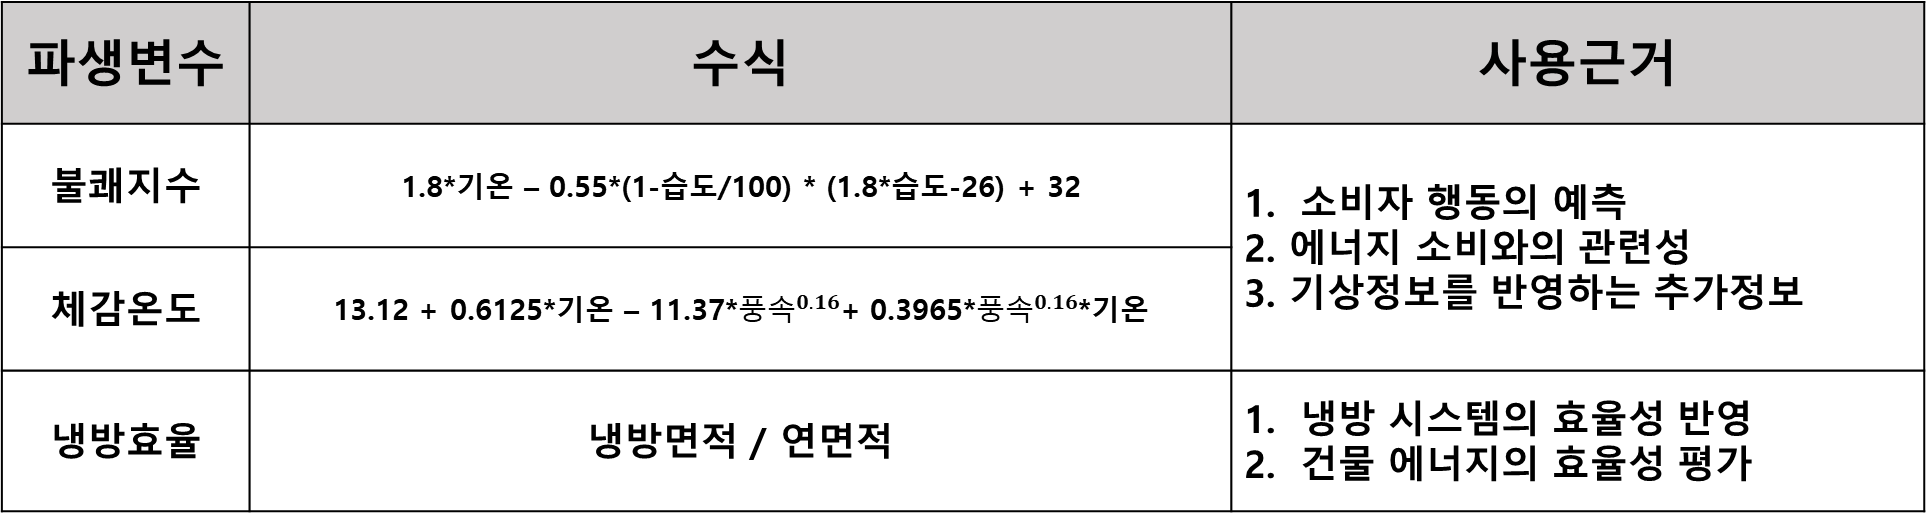 파생변수 수식 사용근거
불쾌지수 1.8*기온 – 0.55*(1-습도/100) * (1.8*습도-26) + 32
1. 소비자 행동의 예측
2. 에너지 소비와의 관련성
3. 기상정보를 반영하는 추가정보
체감온도 13.12 + 0.6125*기온 – 11.37*풍속^0.16+ 0.3965*풍속^0.16*기온
냉방효율 냉방면적 / 연면적
1. 냉방 시스템의 효율성 반영
2. 건물 에너지의 효율성 평가